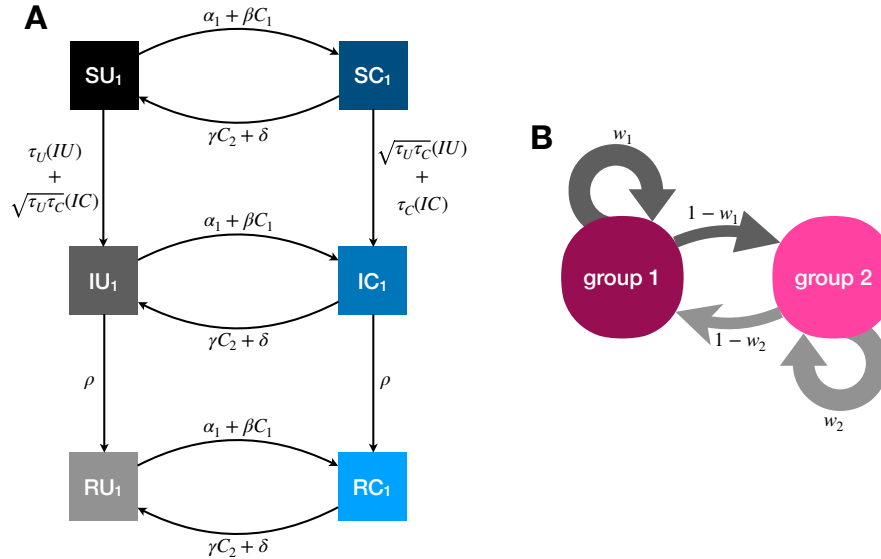 A
α₁ + βC₁
SU₁
SC₁
γC₂ + δ
τ_U(IU)
+
√τ_Uτ_C(IC)
√τ_Uτ_C(IU)
+
τ_C(IC)
α₁ + βC₁
IU₁
IC₁
γC₂ + δ
ρ
ρ
α₁ + βC₁
RU₁
RC₁
γC₂ + δ
B
w₁
1 − w₁
group 1
group 2
1 − w₂
w₂